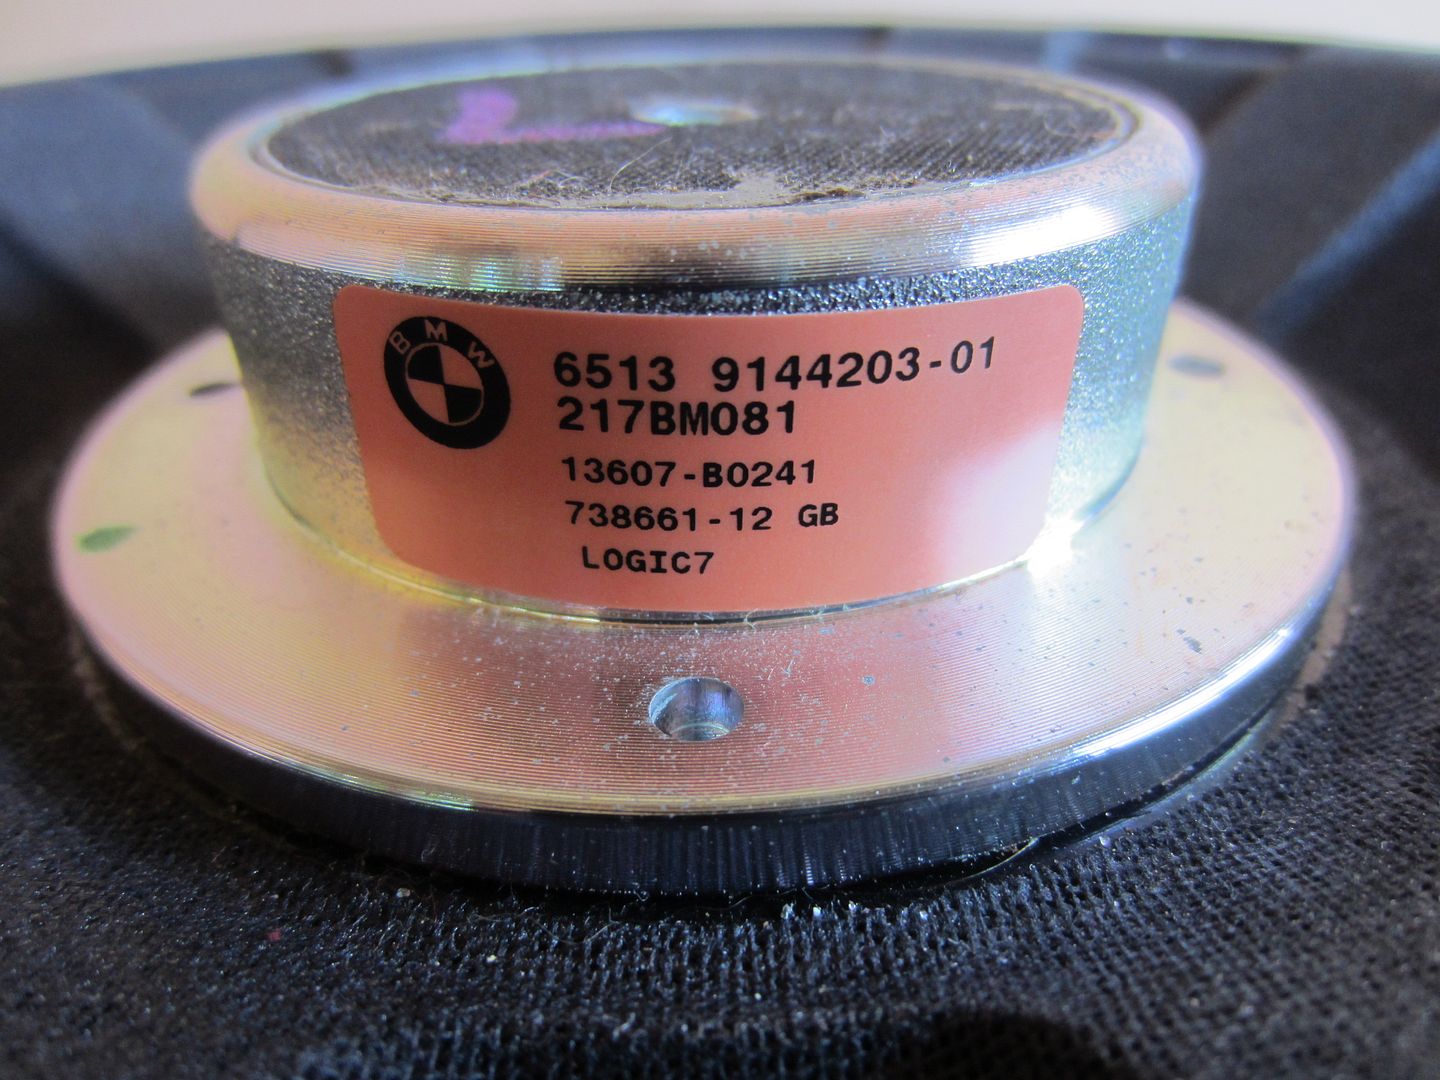 BMW
6513 9144203-01
217BM081
13607-B0241
738661-12 GB
LOGIC7